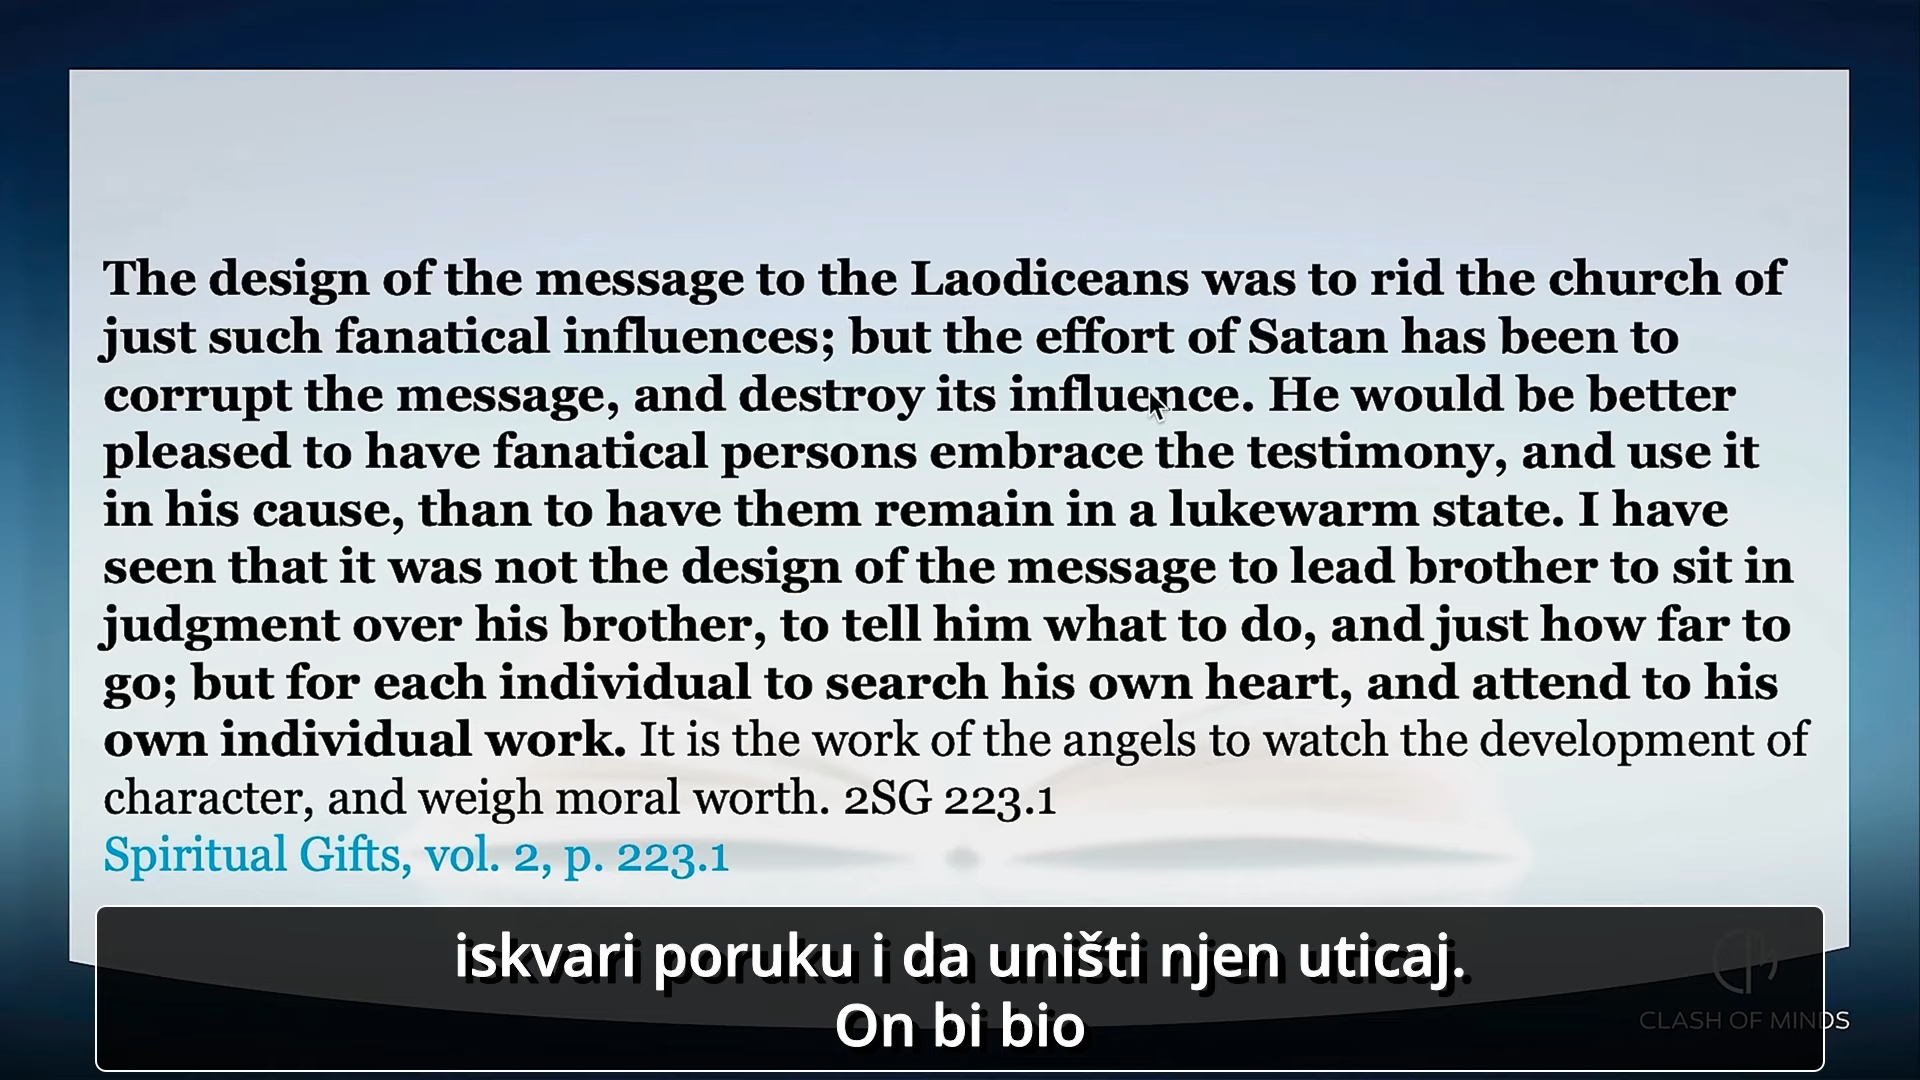 The design of the message to the Laodiceans was to rid the church of
just such fanatical influences; but the effort of Satan has been to
corrupt the message, and destroy its influence. He would be better
pleased to have fanatical persons embrace the testimony, and use it
in his cause, than to have them remain in a lukewarm state. I have
seen that it was not the design of the message to lead brother to sit in
judgment over his brother, to tell him what to do, and just how far to
go; but for each individual to search his own heart, and attend to his
own individual work. It is the work of the angels to watch the development of
character, and weigh moral worth. 2SG 223.1
Spiritual Gifts, vol. 2, p. 223.1
iskvari poruku i da uništi njen uticaj.
On bi bio
CLASH OF MINDS